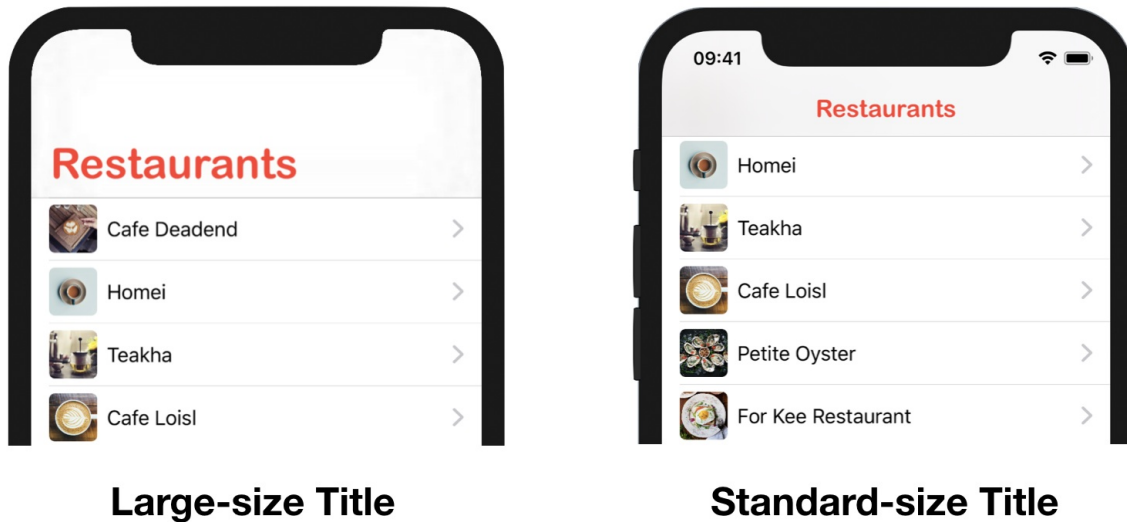 Restaurants
Cafe Deadend
Homei
Teakha
Cafe Loisl
Large-size Title
09:41
Restaurants
Homei
Teakha
Cafe Loisl
Petite Oyster
For Kee Restaurant
Standard-size Title